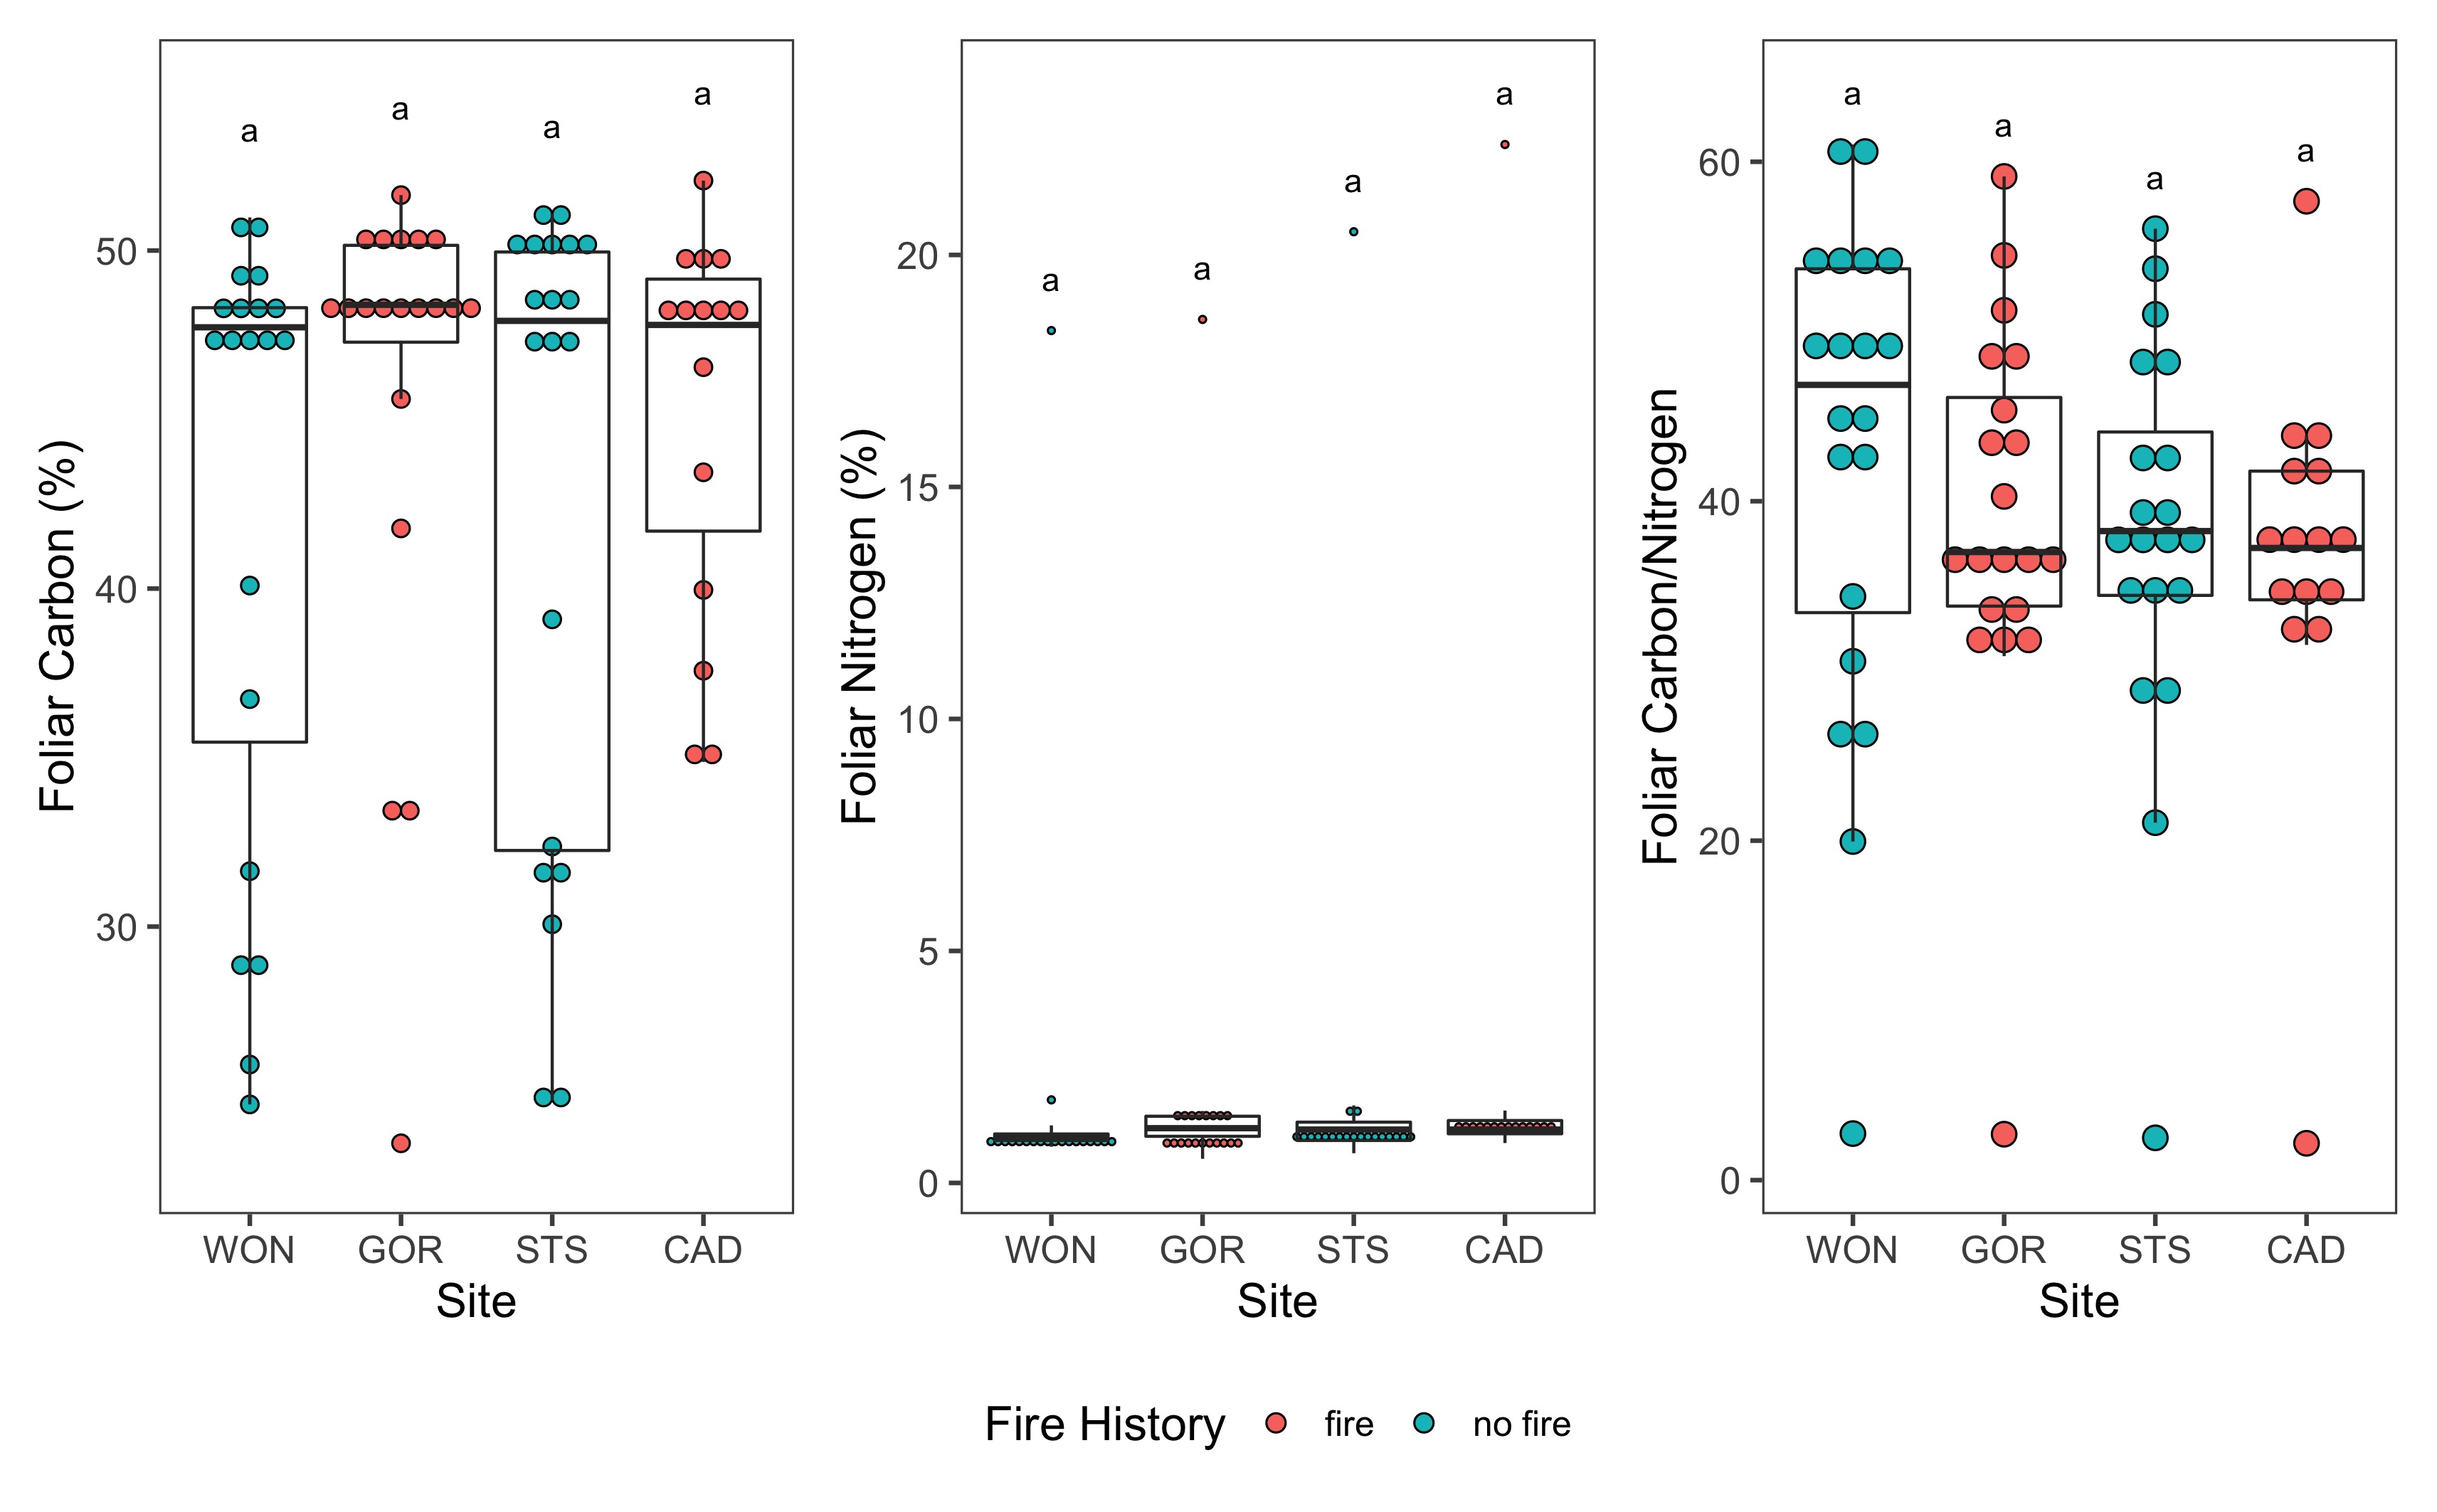 Foliar Carbon (%)
50
40
30
a
a
a
a
WON GOR STS CAD
Site
Foliar Nitrogen (%)
20
15
10
5
0
a
a
a
a
WON GOR STS CAD
Site
Foliar Carbon/Nitrogen
60
40
20
0
a
a
a
a
WON GOR STS CAD
Site
Fire History fire no fire